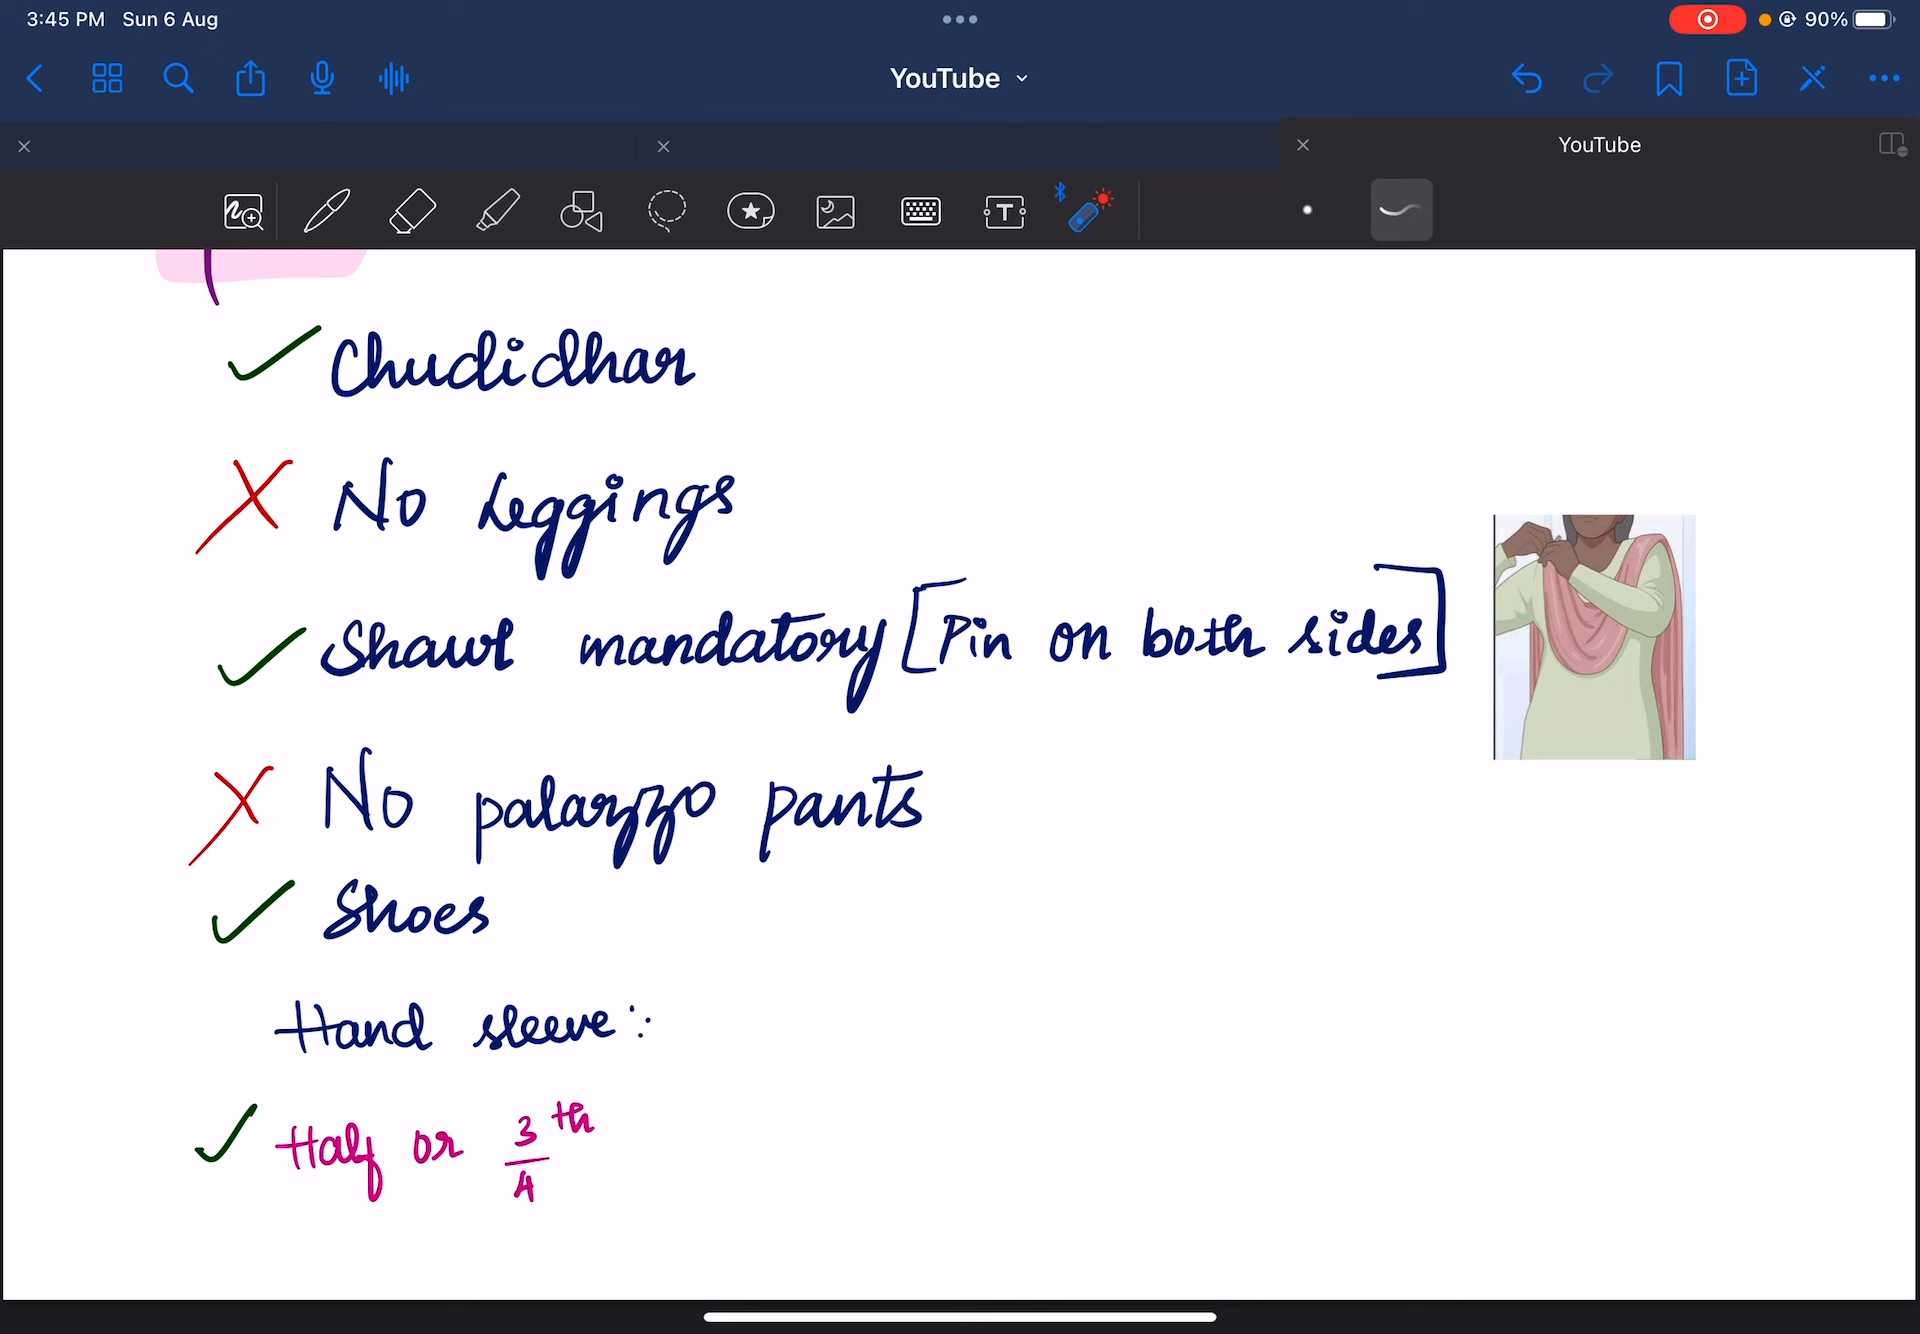 3:45 PM Sun 6 Aug
90%
YouTube
YouTube
T
Chudidhar
No Leggings
Shawl mandatory [Pin on both sides]
No palazzo pants
Shoes
Hand sleeve :
Half or 3/4 th